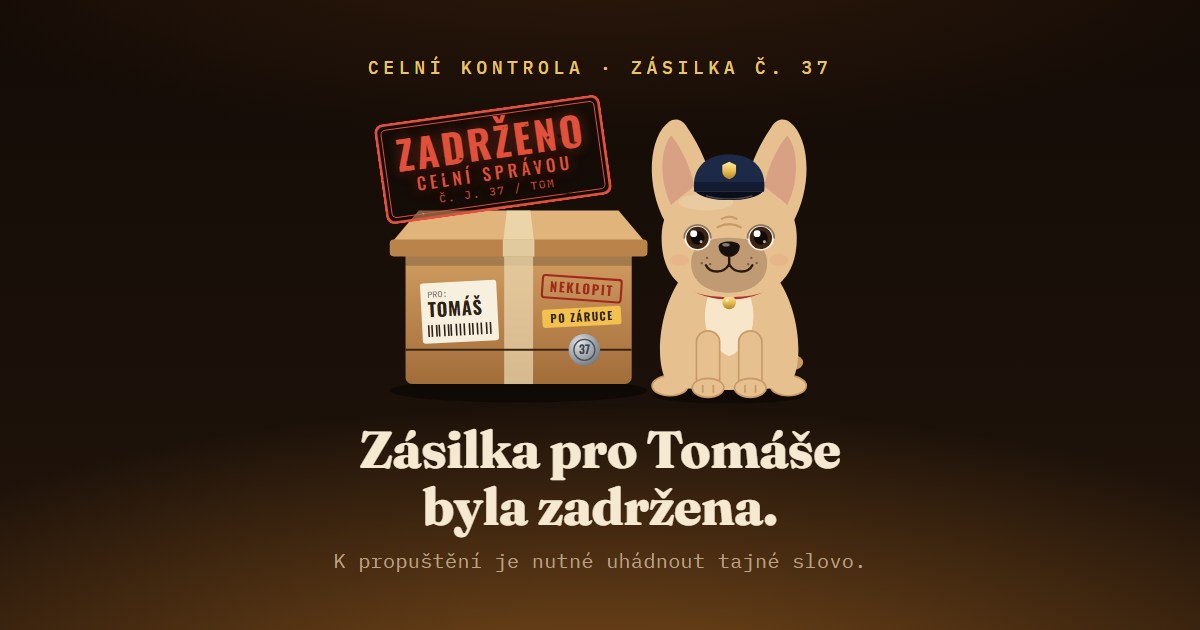 CELNÍ KONTROLA · ZÁSILKA Č. 37
ZADRŽENO
CELNÍ SPRÁVOU
Č. J. 37 / TOM
PRO:
TOMÁŠ
NEKLOPIT
PO ZÁRUCE
37
Zásilka pro Tomáše
byla zadržena.
K propuštění je nutné uhádnout tajné slovo.